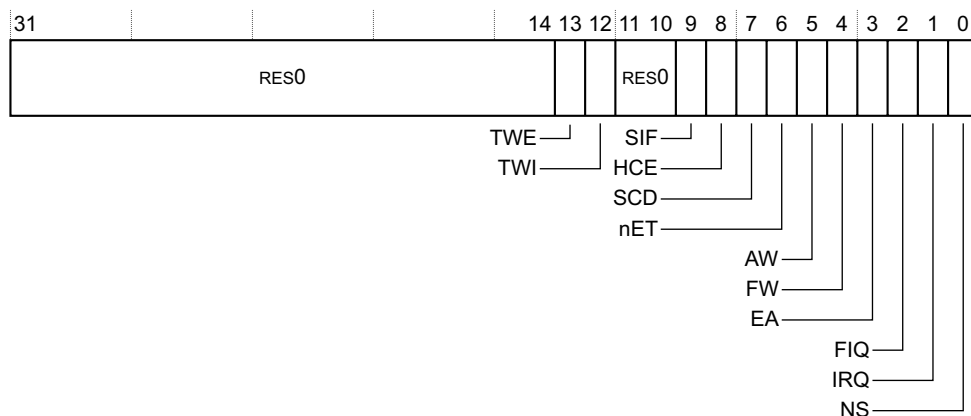 31 14 13 12 11 10 9 8 7 6 5 4 3 2 1 0
RES0 RES0
TWE SIF
TWI HCE
SCD
nET
AW
FW
EA
FIQ
IRQ
NS